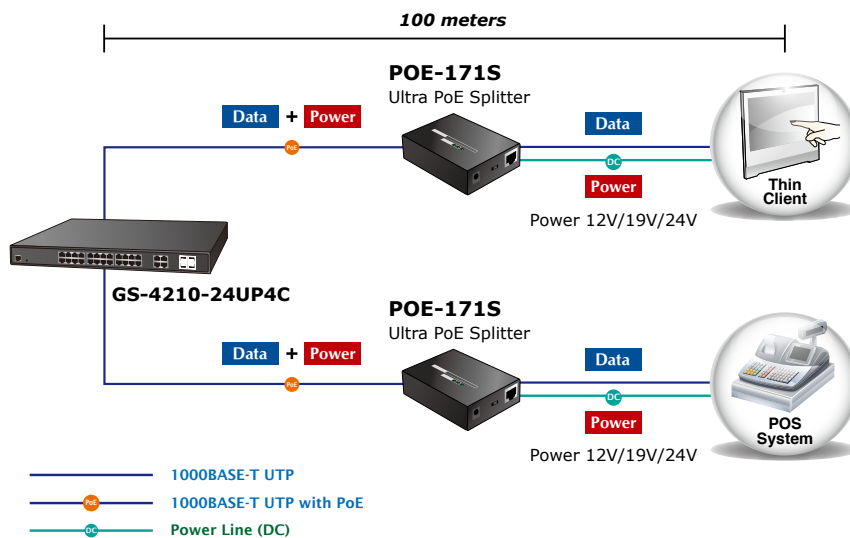 100 meters
POE-171S
Ultra PoE Splitter
Data + Power
PoE
Data
DC
Power
Power 12V/19V/24V
Thin
Client
GS-4210-24UP4C
POE-171S
Ultra PoE Splitter
Data + Power
PoE
Data
DC
Power
Power 12V/19V/24V
POS
System
1000BASE-T UTP
PoE 1000BASE-T UTP with PoE
DC Power Line (DC)